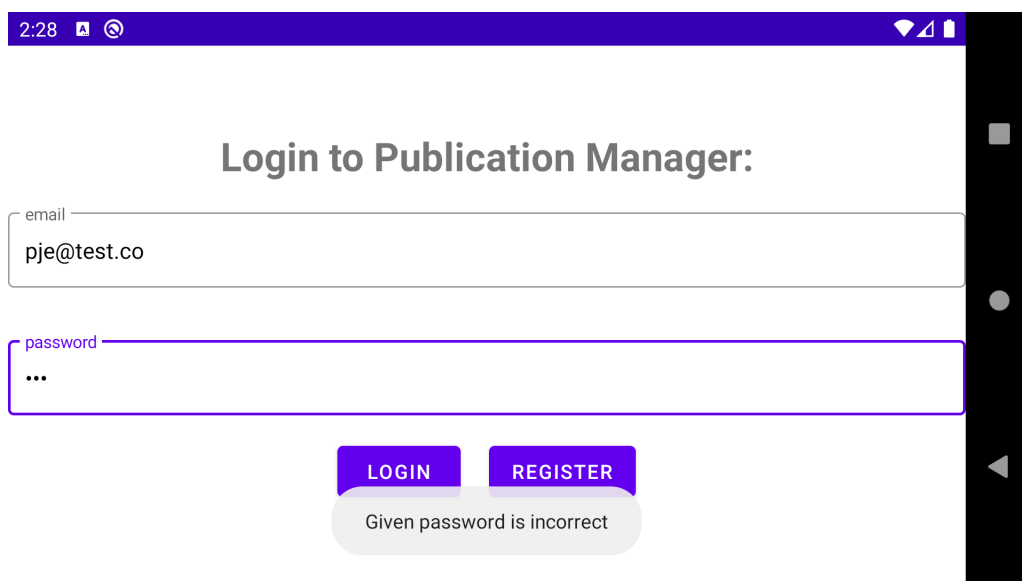 2:28
Login to Publication Manager:
email
pje@test.co
password
•••
LOGIN REGISTER
Given password is incorrect